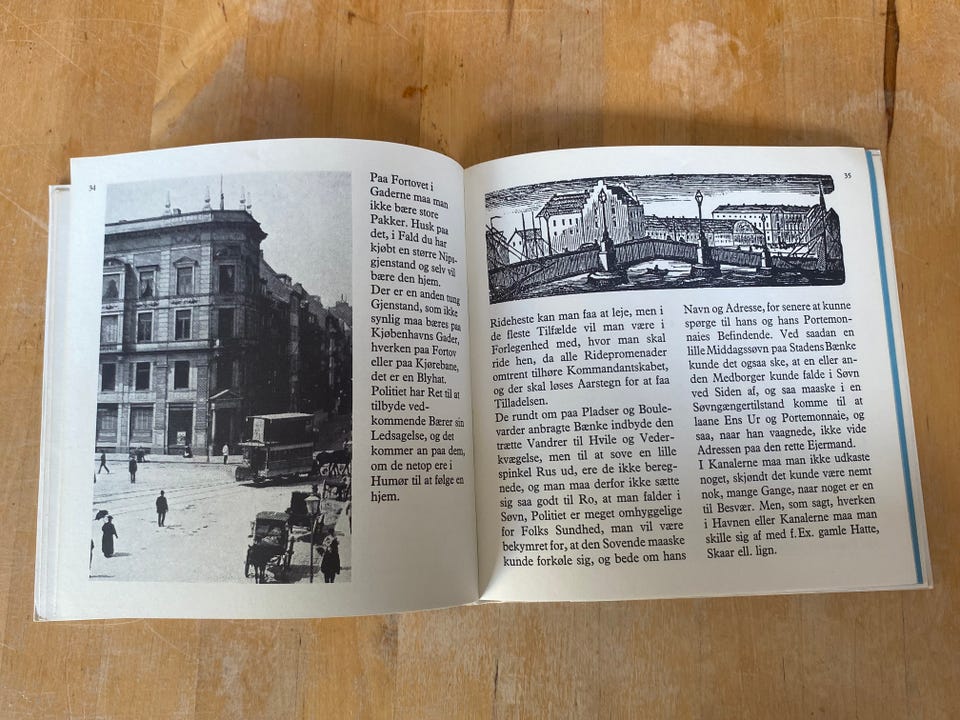 34
Paa Fortovet i
Gaderne maa man
ikke bære store
Pakker. Husk paa
det, i Fald du har
kjøbt en større Nips-
gjenstand og selv vil
bære den hjem.
Der er en anden tung
Gjenstand, som ikke
synlig maa bæres paa
Kjøbenhavns Gader,
hverken paa Fortov
eller paa Kjørebane,
det er en Blyhat.
Politiet har Ret til at
tilbyde ved-
kommende Bærer sin
Ledsagelse, og det
kommer an paa dem,
om de netop ere i
Humør til at følge en
hjem.
35
Rideheste kan man faa at leje, men i
de fleste Tilfælde vil man være i
Forlegenhed med, hvor man skal
ride hen, da alle Ridepromenader
omtrent tilhøre Kommandantskabet,
og der skal løses Aarstegn for at faa
Tilladelsen.
De rundt om paa Pladser og Boule-
varder anbragte Bænke indbyde den
trætte Vandrer til Hvile og Veder-
kvægelse, men til at sove en lille
spinkel Rus ud, ere de ikke bereg-
nede, og man maa derfor ikke sætte
sig saa godt til Ro, at man falder i
Søvn, Politiet er meget omhyggelige
for Folks Sundhed, man vil være
bekymret for, at den Sovende maaske
kunde forkøle sig, og bede om hans
Navn og Adresse, for senere at kunne
spørge til hans og hans Portemon-
naies Befindende. Ved saadan en
lille Middagssøvn paa Stadens Bænke
kunde det ogsaa ske, at en eller an-
den Medborger kunde falde i Søvn
ved Siden af, og saa maaske i en
Søvngængertilstand komme til at
laane Ens Ur og Portemonnaie, og
saa, naar han vaagnede, ikke vide
Adressen paa den rette Ejermand.
I Kanalerne maa man ikke udkaste
noget, skjøndt det kunde være nemt
nok, mange Gange, naar noget er en
til Besvær. Men, som sagt, hverken
i Havnen eller Kanalerne maa man
skille sig af med f. Ex. gamle Hatte,
Skaar ell. lign.